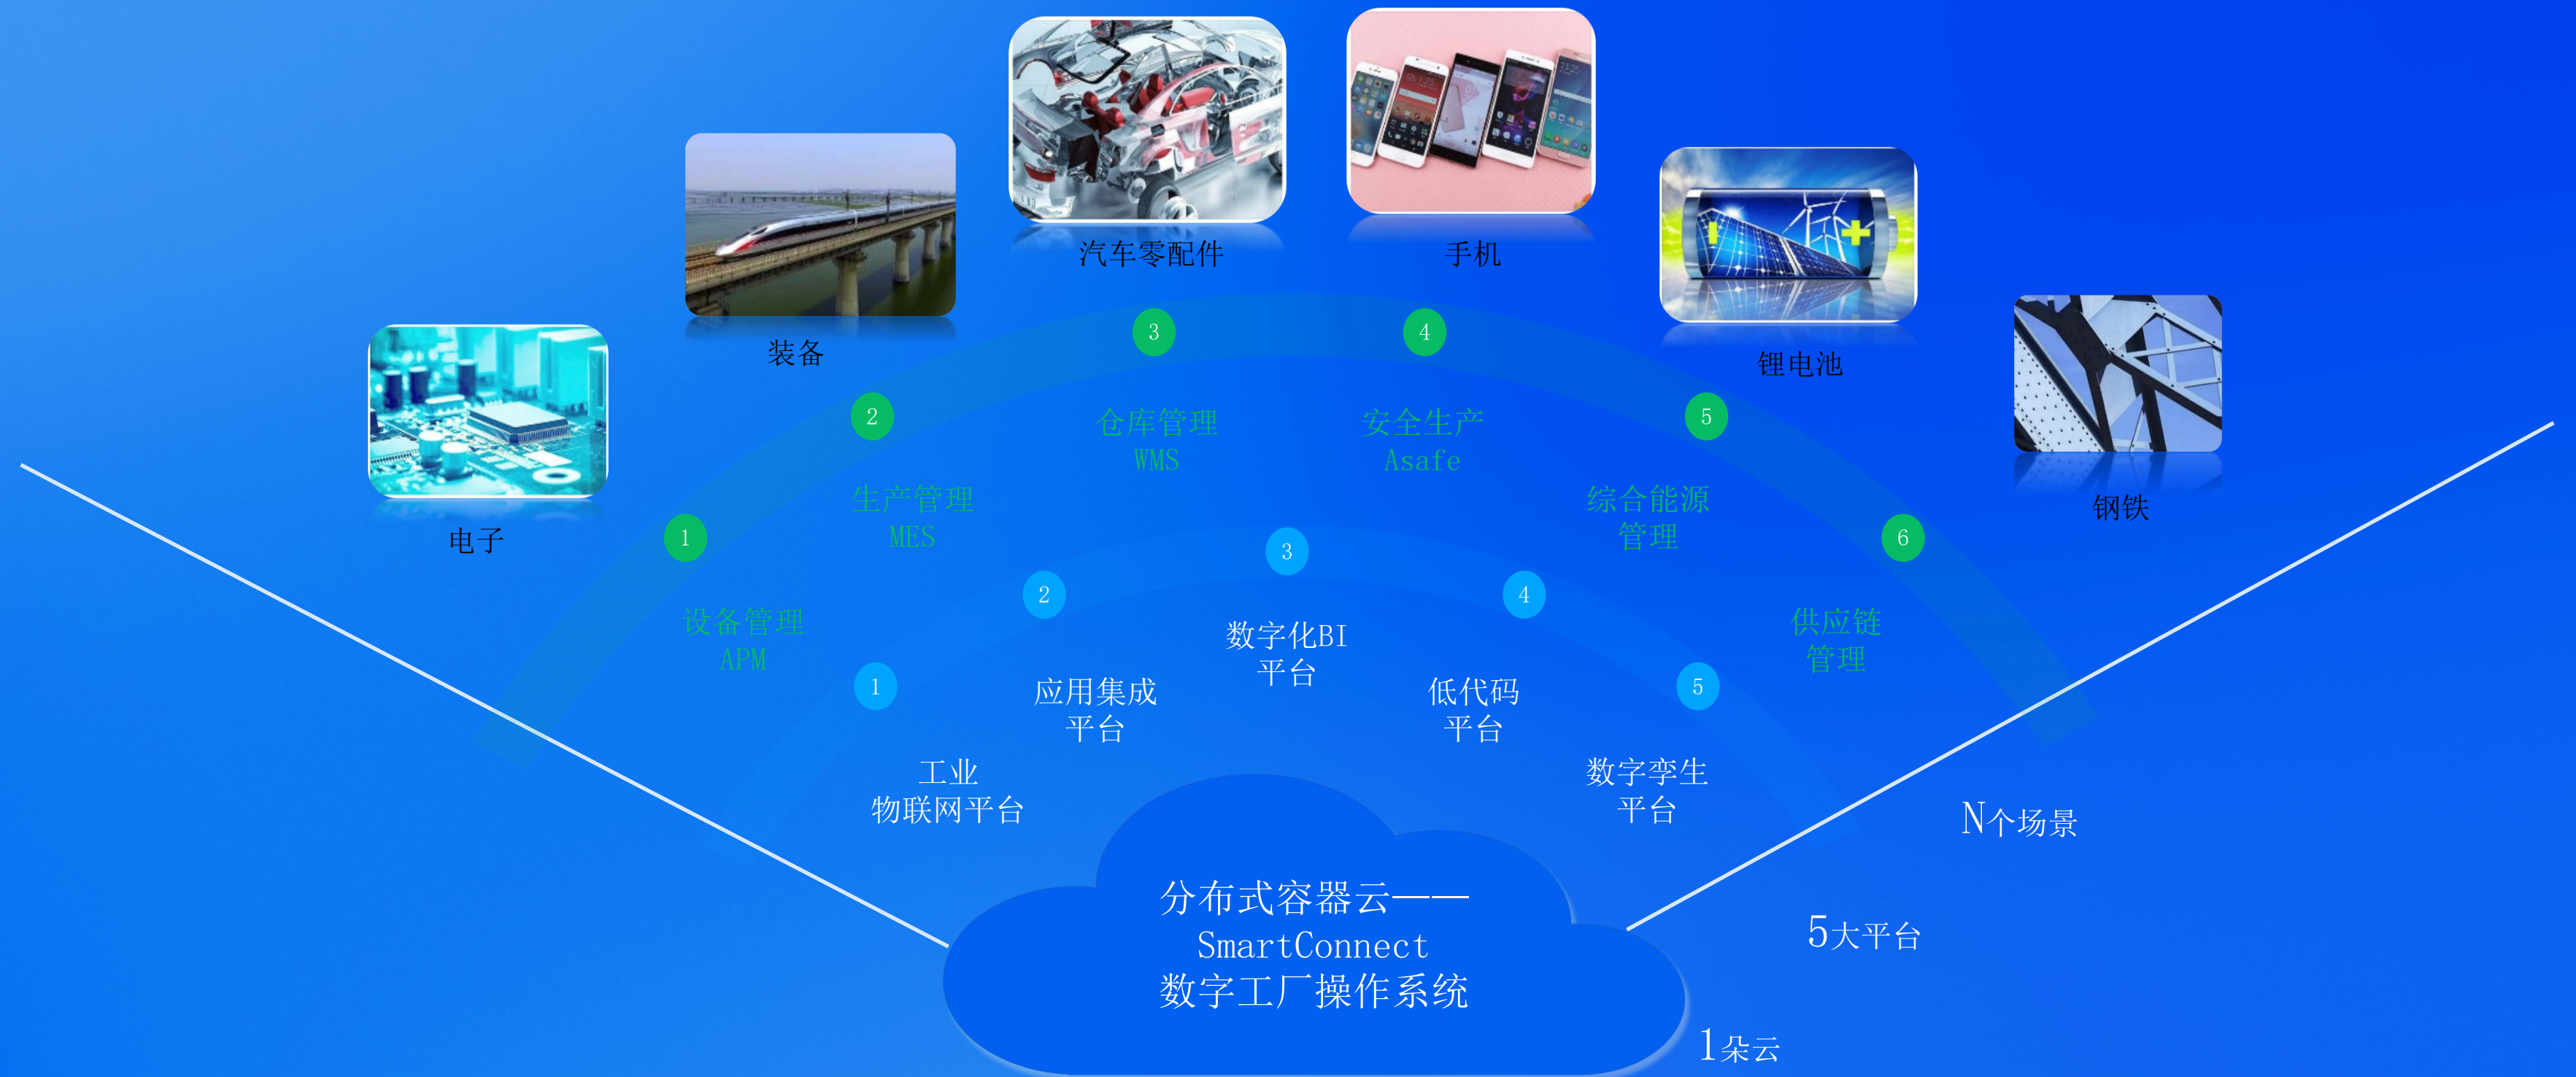 汽车零配件
手机
装备
锂电池
电子
钢铁
1
2
3
4
5
6
设备管理
APM
生产管理
MES
仓库管理
WMS
安全生产
Asafe
综合能源
管理
供应链
管理
1
2
3
4
5
工业
物联网平台
应用集成
平台
数字化BI
平台
低代码
平台
数字孪生
平台
分布式容器云——
SmartConnect
数字工厂操作系统
N个场景
5大平台
1朵云